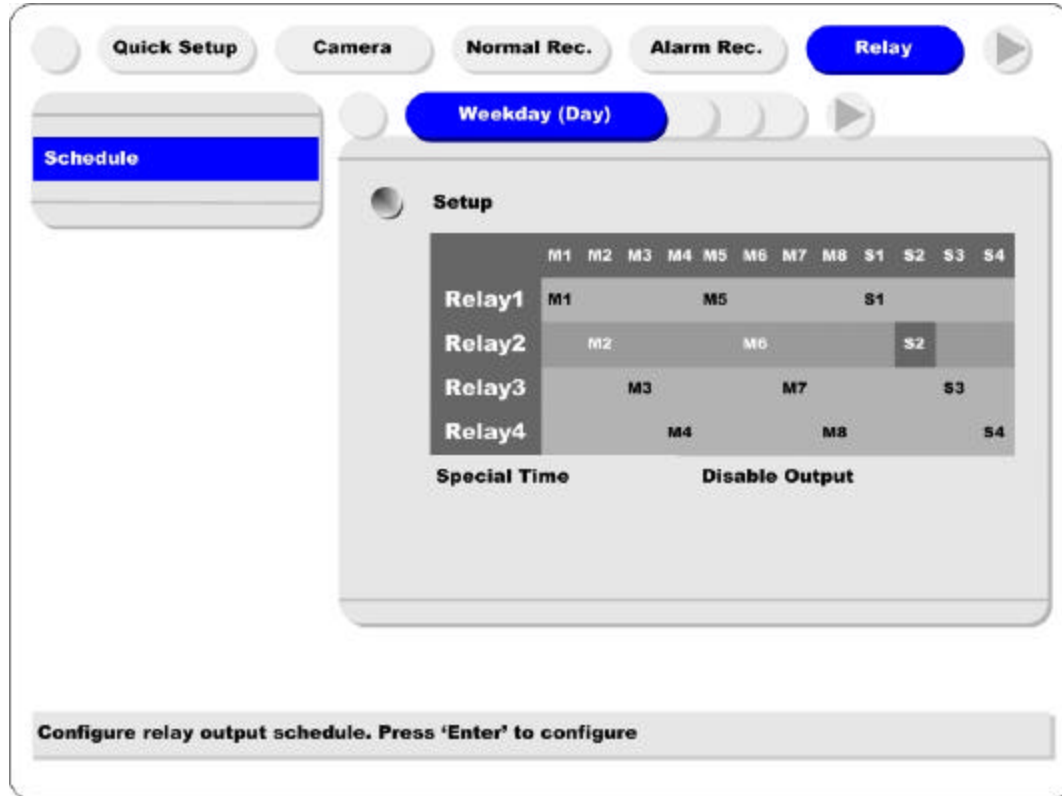 Quick Setup Camera Normal Rec. Alarm Rec. Relay
Weekday (Day)
Schedule
Setup
M1 M2 M3 M4 M5 M6 M7 M8 S1 S2 S3 S4
Relay1 M1 M5 S1
Relay2 M2 M6 S2
Relay3 M3 M7 S3
Relay4 M4 M8 S4
Special Time Disable Output
Configure relay output schedule. Press ‘Enter’ to configure